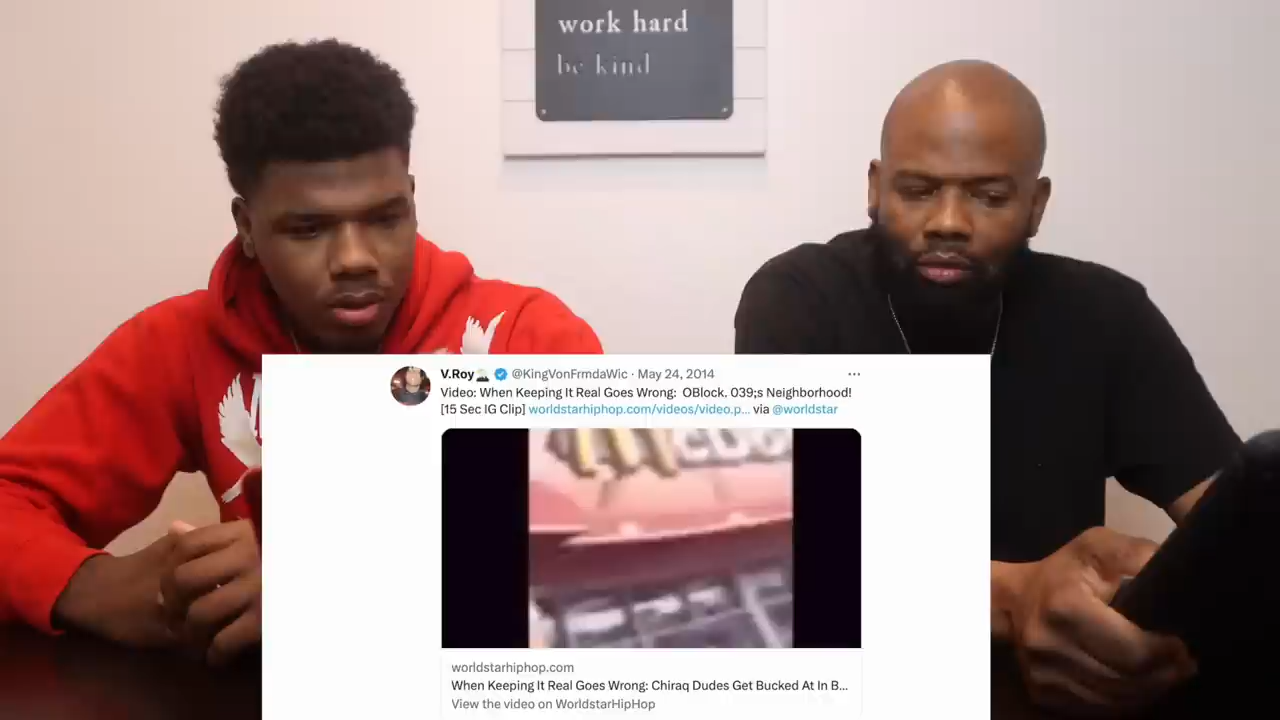 work hard
be kind
V.Roy @KingVonFrmdaWic · May 24, 2014 ···
Video: When Keeping It Real Goes Wrong: OBlock. 039;s Neighborhood!
[15 Sec IG Clip] worldstarhiphop.com/videos/video.p... via @worldstar
worldstarhiphop.com
When Keeping It Real Goes Wrong: Chiraq Dudes Get Bucked At In B...
View the video on WorldstarHipHop